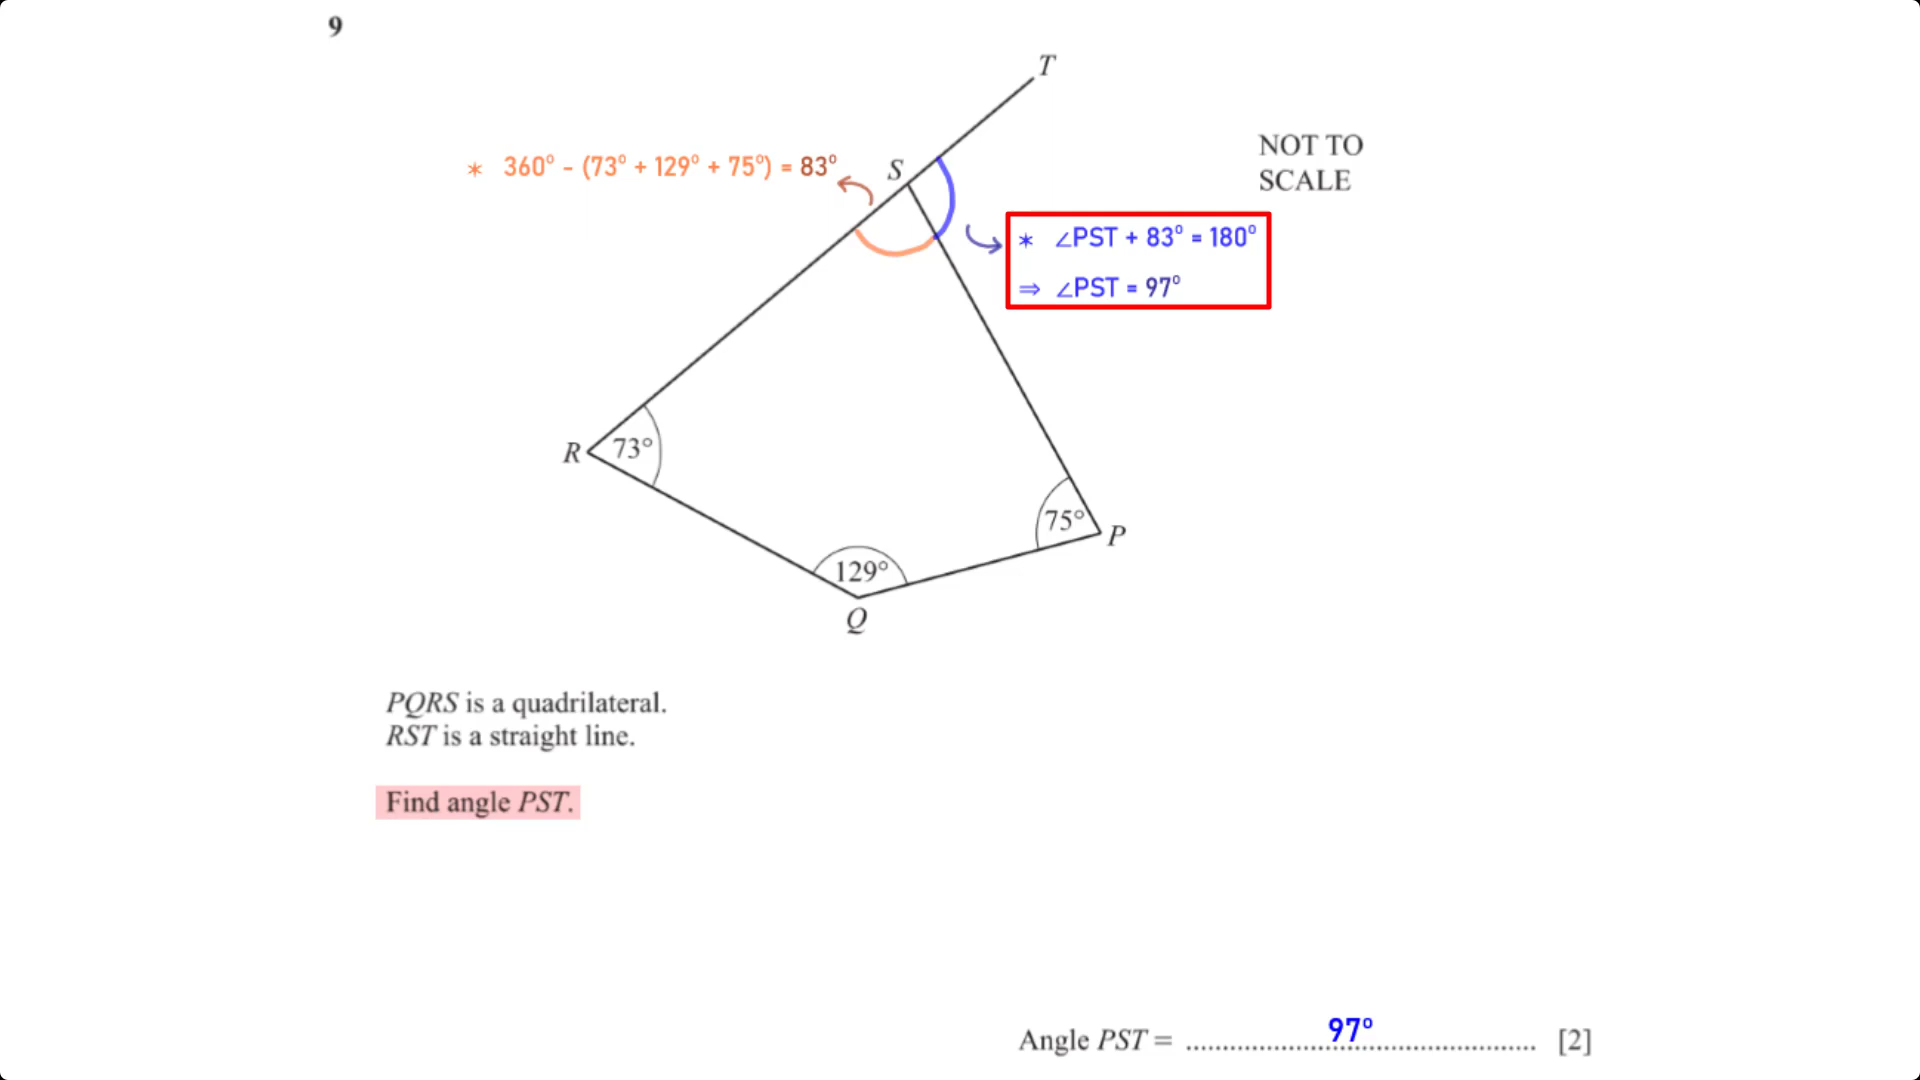 9
T
NOT TO
SCALE
* 360° - (73° + 129° + 75°) = 83°
S
* ∠PST + 83° = 180°
⇒ ∠PST = 97°
R
73°
75°
P
129°
Q
PQRS is a quadrilateral.
RST is a straight line.
Find angle PST.
Angle PST = .................... 97° .................... [2]